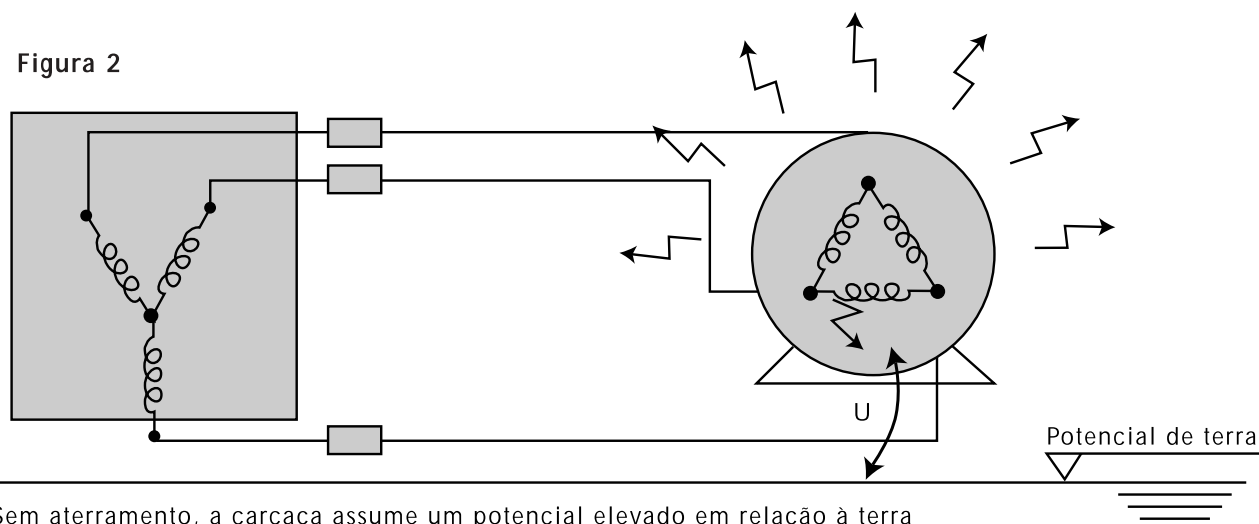 Figura 2
U
Potencial de terra
Sem aterramento, a carcaça assume um potencial elevado em relação à terra